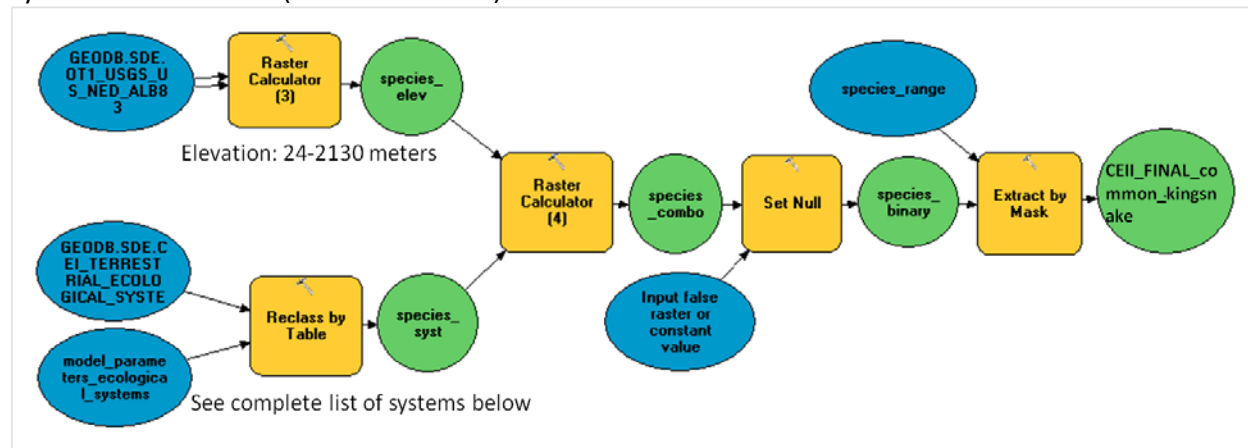 GEODB.SDE.
OT1_USGS_U
S_NED_ALB8
3
Raster
Calculator
(3)
species_
elev
Elevation: 24-2130 meters
species_range
Raster
Calculator
(4)
species
_combo
Set Null
species_
binary
Extract by
Mask
CEII_FINAL_co
mmon_kingsn
ake
GEODB.SDE.C
EI_TERREST
RIAL_ECOLO
GICAL_SYSTE
Reclass by
Table
species_
syst
Input false
raster or
constant
value
model_parame
ters_ecologica
l_systems
See complete list of systems below